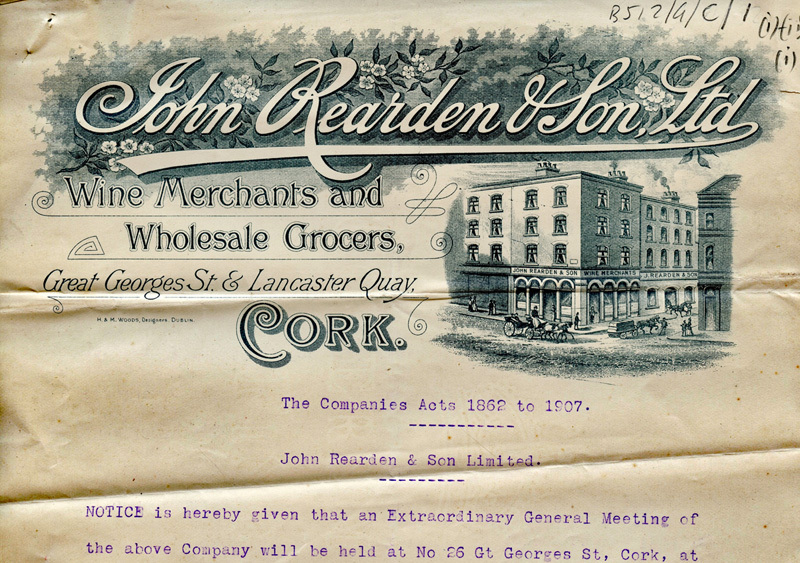 B512/G/C/1
(i)
John Rearden & Son, Ltd
Wine Merchants and
Wholesale Grocers,
Great Georges St. & Lancaster Quay,
H & M. WOODS, Designers. DUBLIN.
CORK.
JOHN REARDEN & SON WINE MERCHANTS J. REARDEN & SON
The Companies Acts 1862 to 1907.
John Rearden & Son Limited.
NOTICE is hereby given that an Extraordinary General Meeting of
the above Company will be held at No 26 Gt Georges St, Cork, at